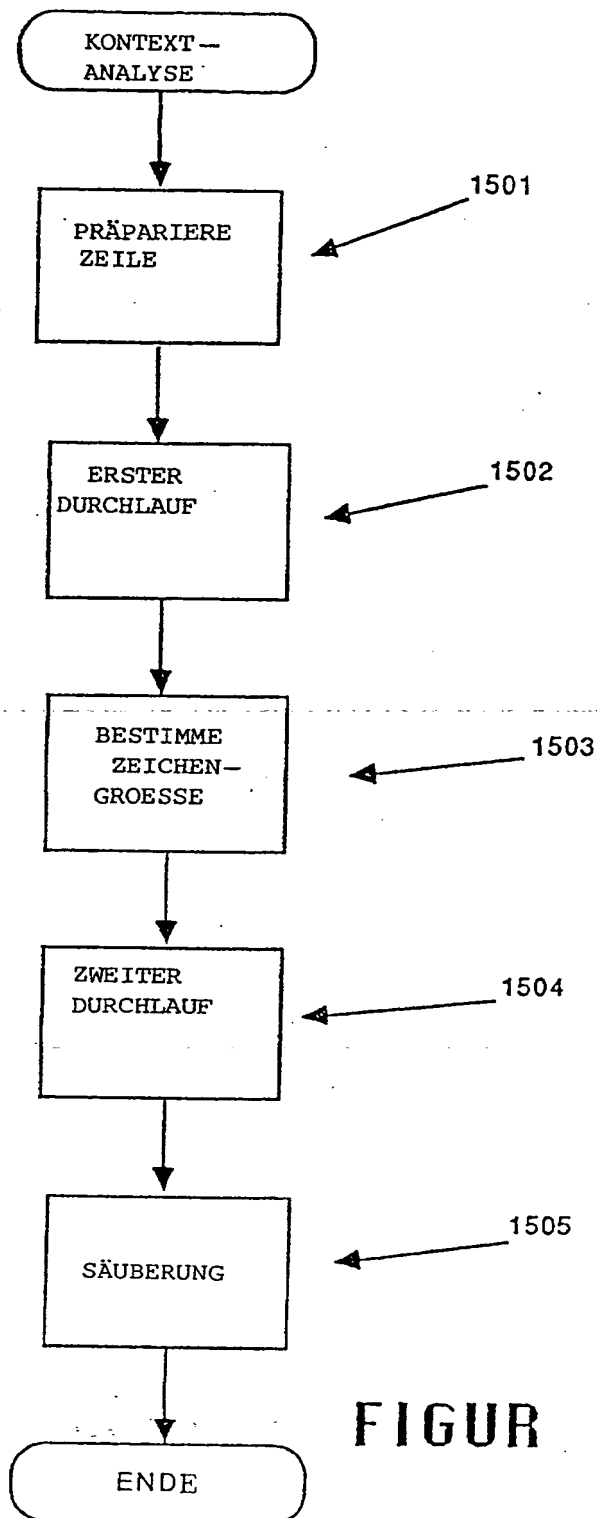 KONTEXT—
ANALYSE
1501
PRÄPARIERE
ZEILE
1502
ERSTER
DURCHLAUF
1503
BESTIMME
ZEICHEN—
GROESSE
1504
ZWEITER
DURCHLAUF
1505
SÄUBERUNG
FIGUR
ENDE